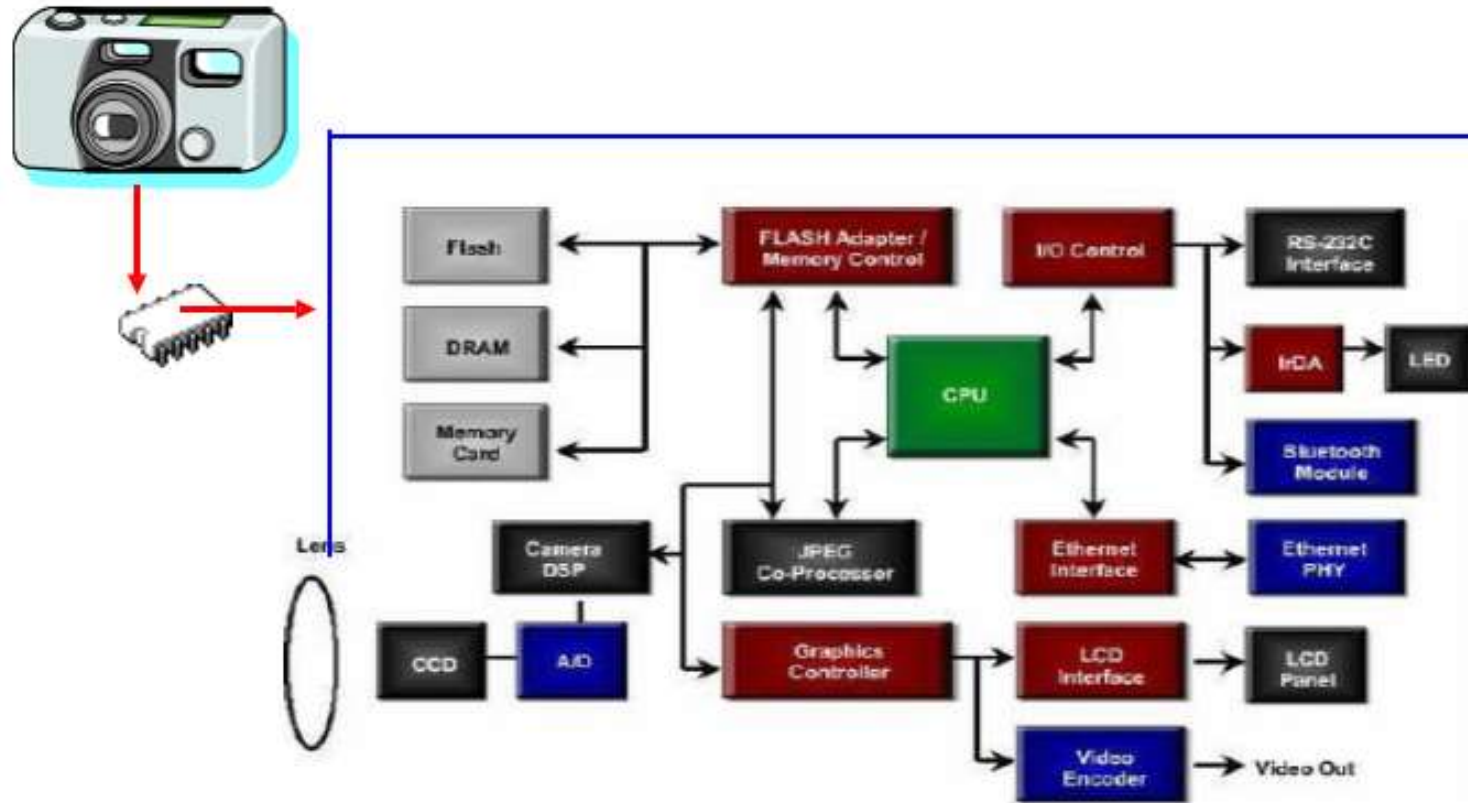 Flash
FLASH Adapter /
Memory Control
I/O Control
RS-232C
Interface
DRAM
CPU
IrDA
LED
Memory
Card
Bluetooth
Module
Lens
Camera
DSP
JPEG
Co-Processor
Ethernet
Interface
Ethernet
PHY
CCD
A/D
Graphics
Controller
LCD
Interface
LCD
Panel
Video
Encoder
Video Out